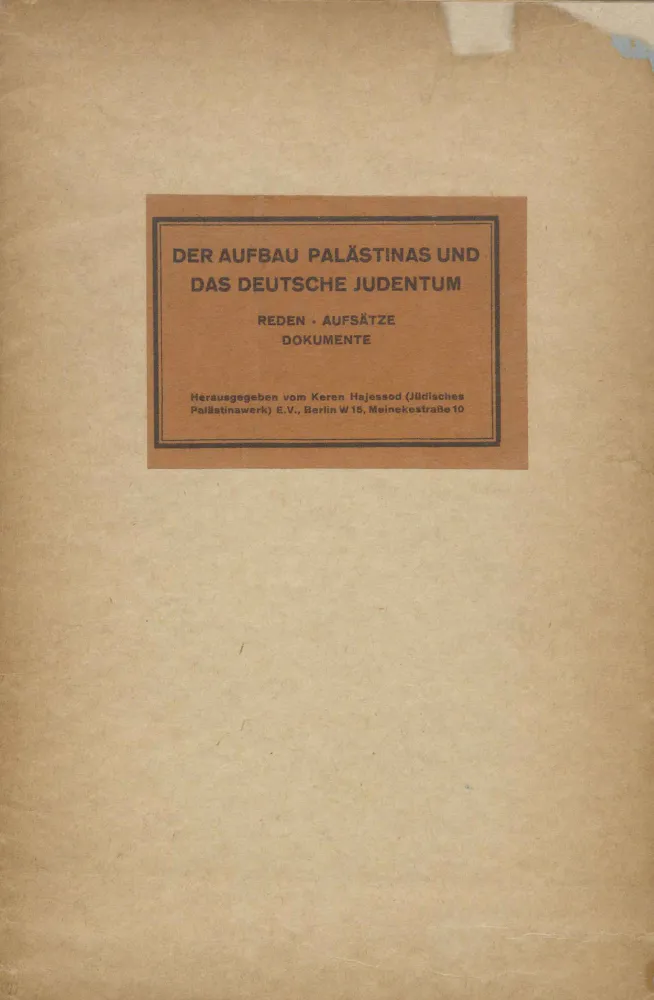 DER AUFBAU PALÄSTINAS UND
DAS DEUTSCHE JUDENTUM
REDEN · AUFSÄTZE
DOKUMENTE
Herausgegeben vom Keren Hajessod (Jüdisches
Palästinawerk) E.V., Berlin W 15, Meinekestraße 10